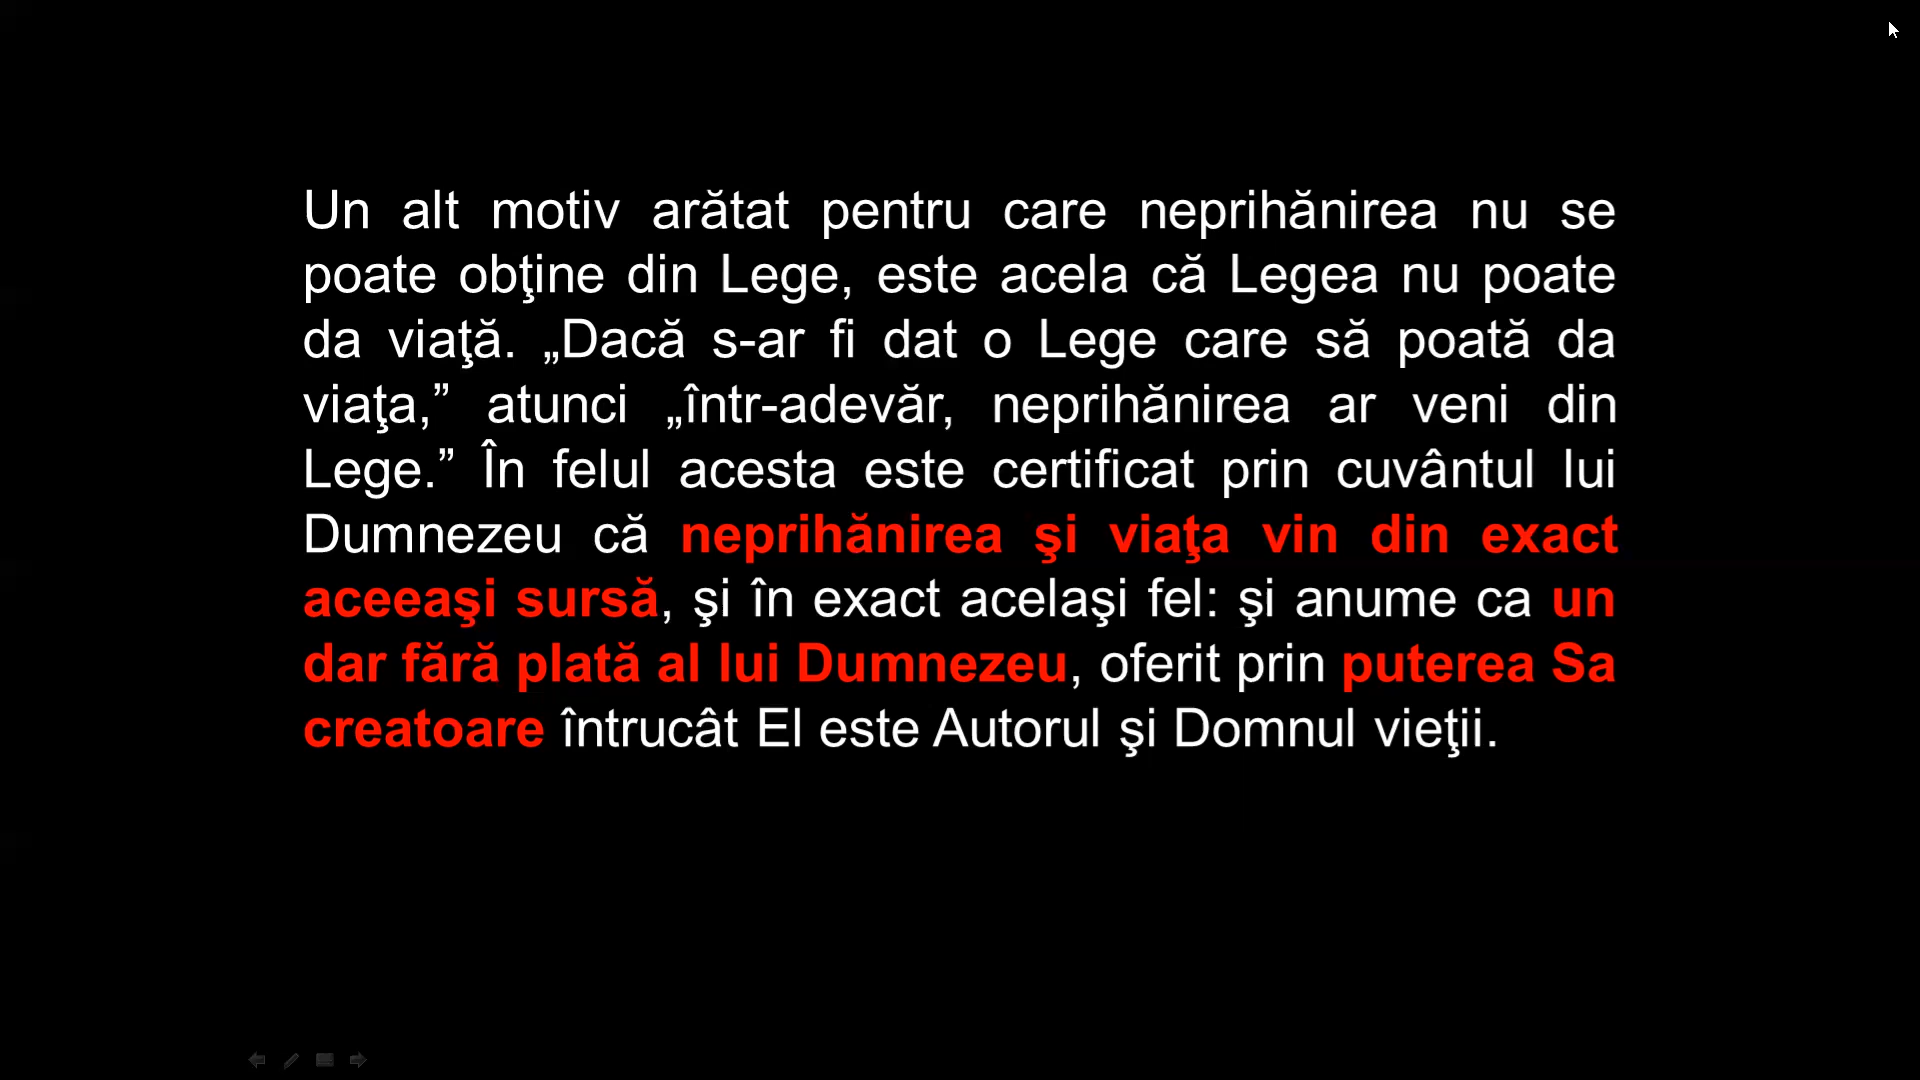 Un alt motiv arătat pentru care neprihănirea nu se
poate obţine din Lege, este acela că Legea nu poate
da viaţă. „Dacă s-ar fi dat o Lege care să poată da
viaţa,” atunci „într-adevăr, neprihănirea ar veni din
Lege.” În felul acesta este certificat prin cuvântul lui
Dumnezeu că neprihănirea şi viaţa vin din exact
aceeaşi sursă, şi în exact acelaşi fel: şi anume ca un
dar fără plată al lui Dumnezeu, oferit prin puterea Sa
creatoare întrucât El este Autorul şi Domnul vieţii.